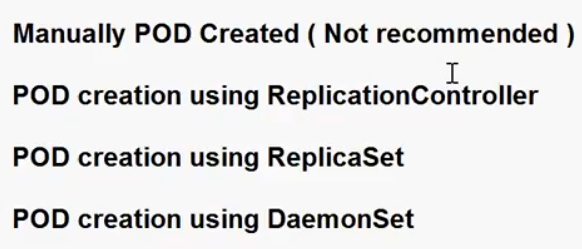 Manually POD Created ( Not recommended )
POD creation using ReplicationController
POD creation using ReplicaSet
POD creation using DaemonSet